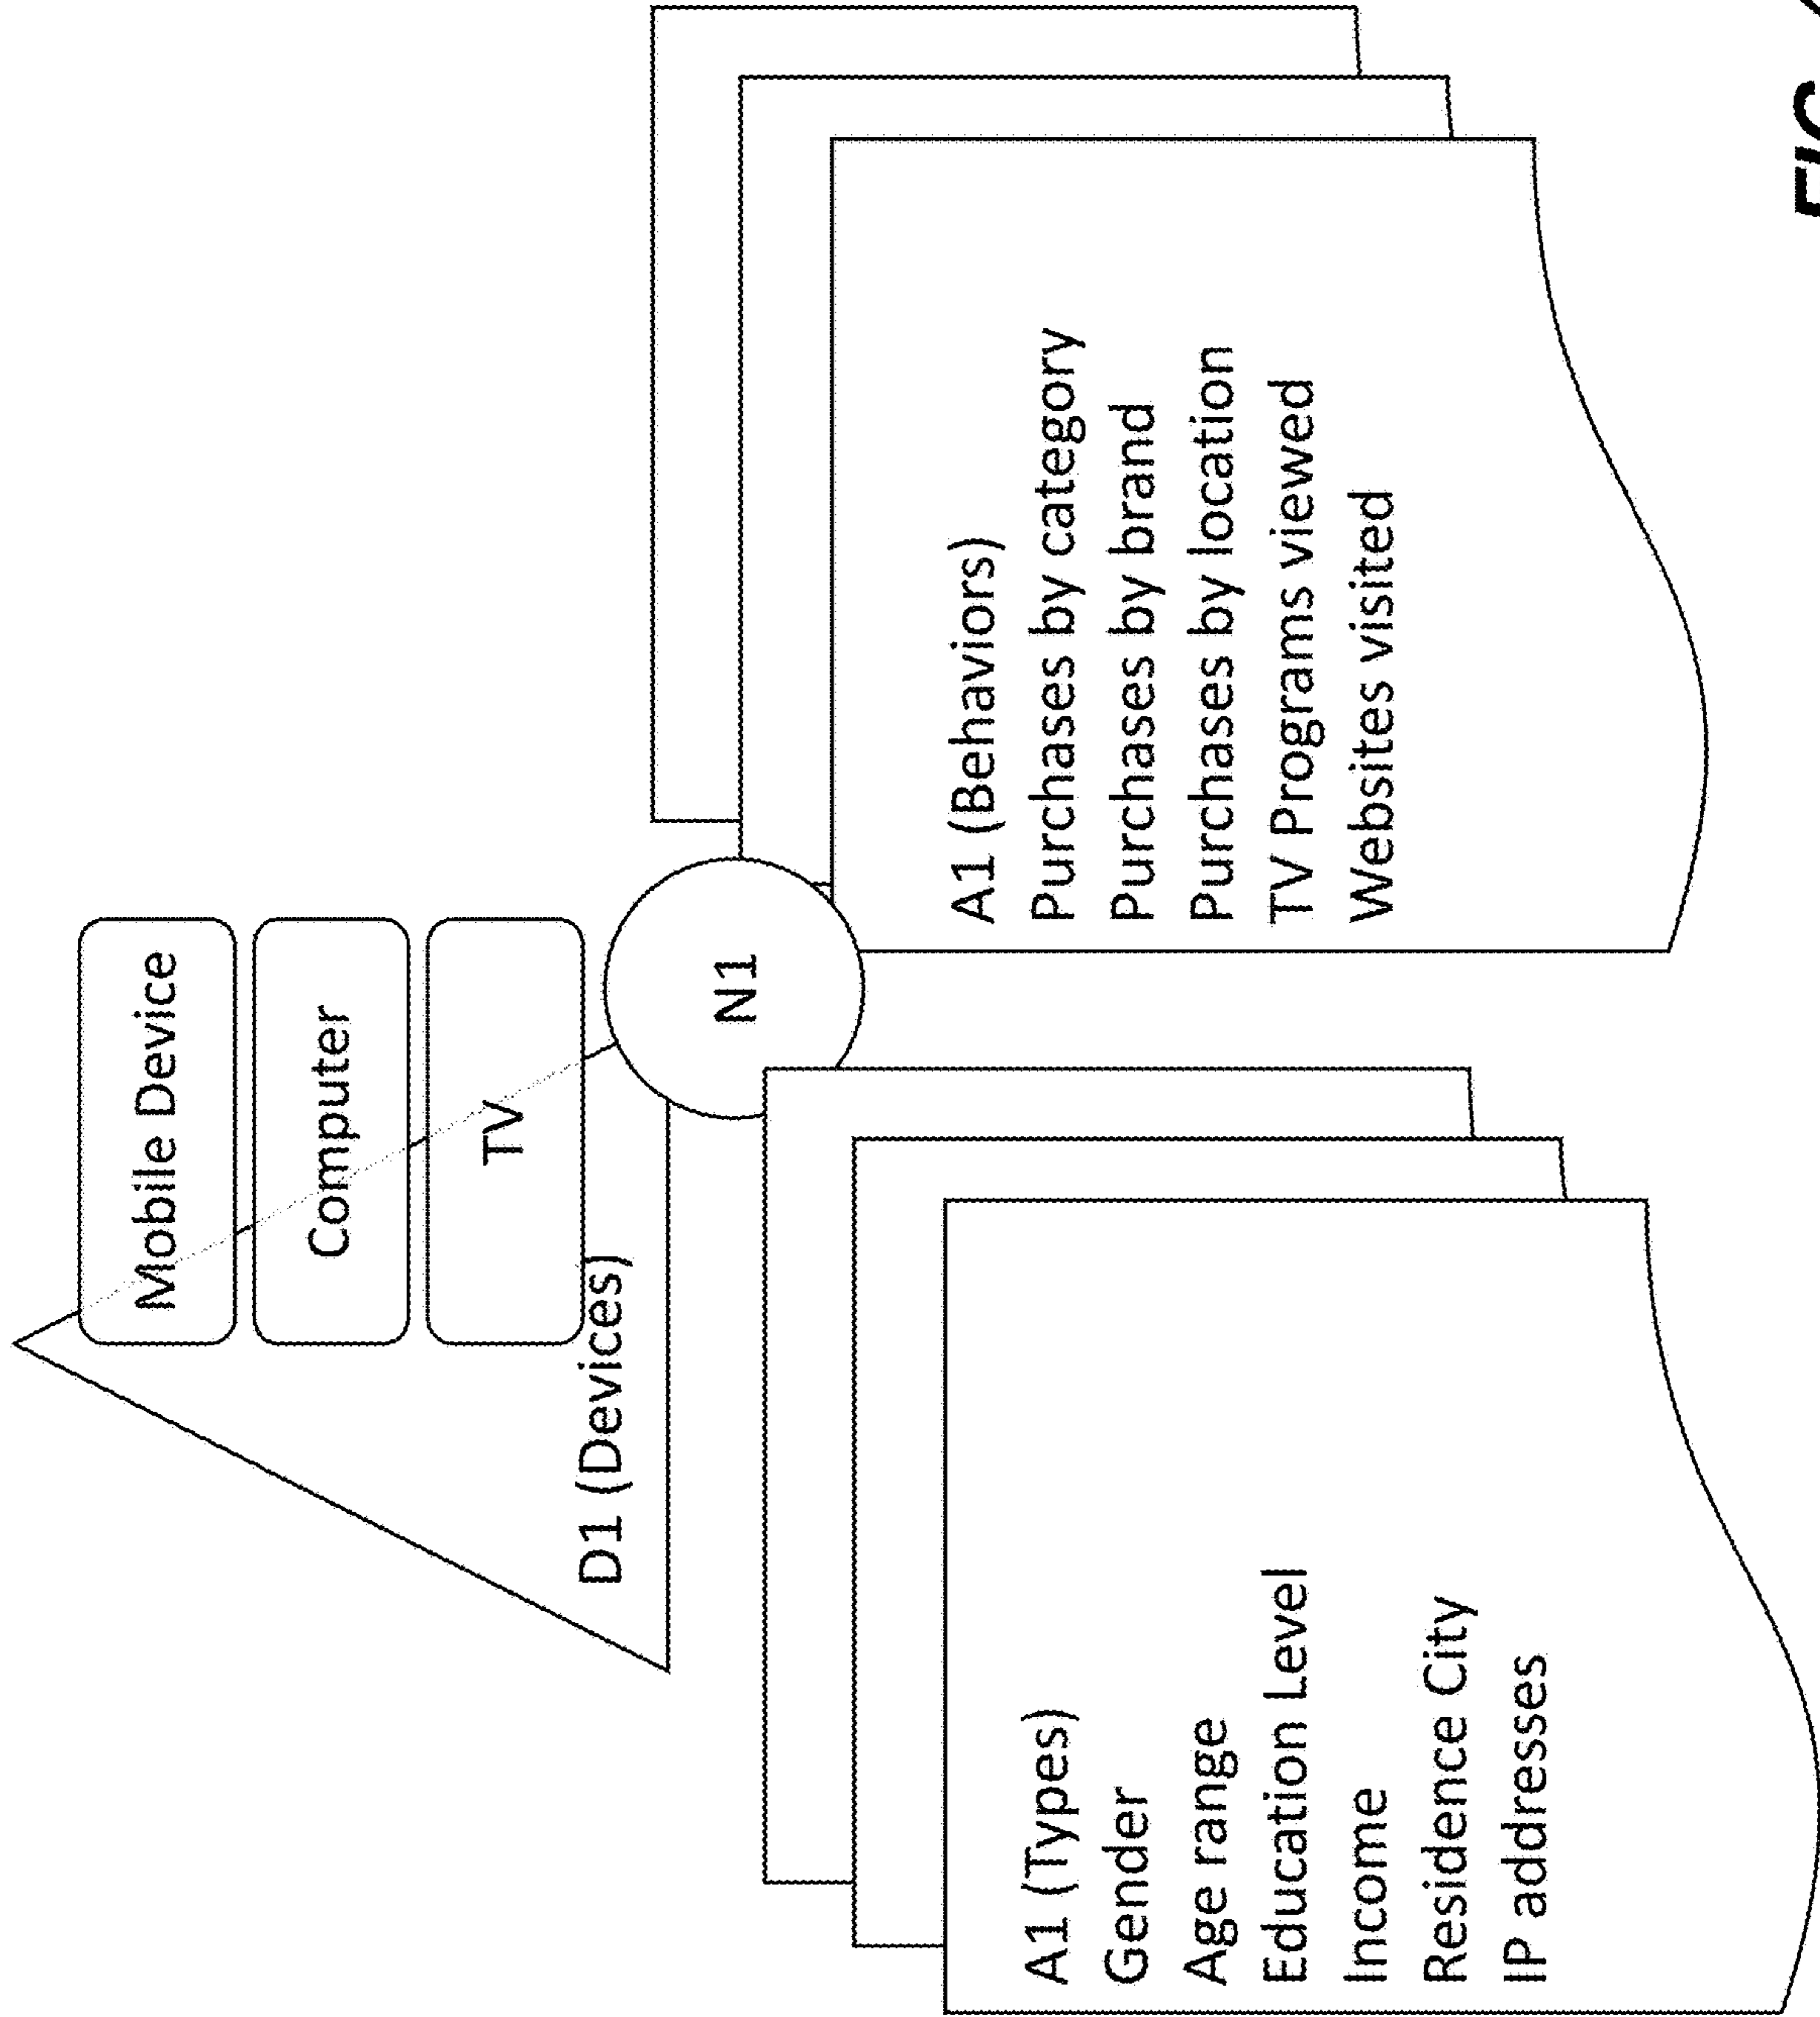 Mobile Device
Computer
TV
D1 (Devices)
N1
A1 (Types)
Gender
Age range
Education Level
Income
Residence City
IP addresses
A1 (Behaviors)
Purchases by category
Purchases by brand
Purchases by location
TV Programs viewed
Websites visited